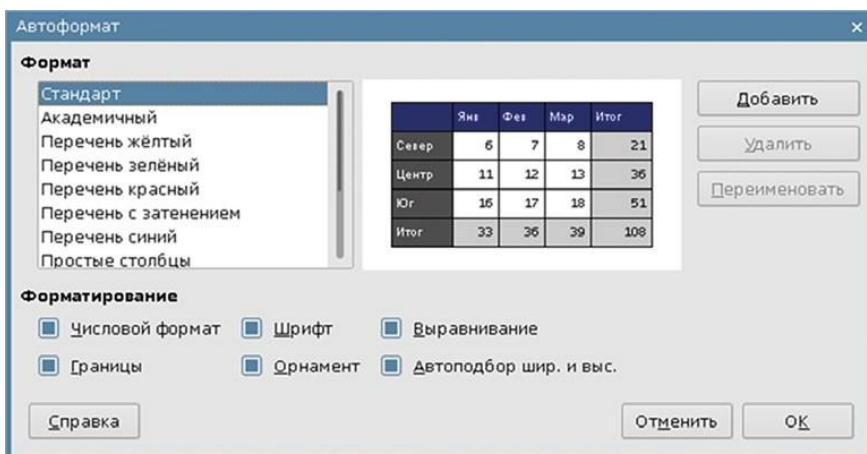 Автоформат
Формат
Стандарт
Академичный
Перечень жёлтый
Перечень зелёный
Перечень красный
Перечень с затенением
Перечень синий
Простые столбцы
Янв Фев Мар Итог
Север 6 7 8 21
Центр 11 12 13 36
Юг 16 17 18 51
Итог 33 36 39 108
Добавить
Удалить
Переименовать
Форматирование
Числовой формат Шрифт Выравнивание
Границы Орнамент Автоподбор шир. и выс.
Справка Отменить ОК